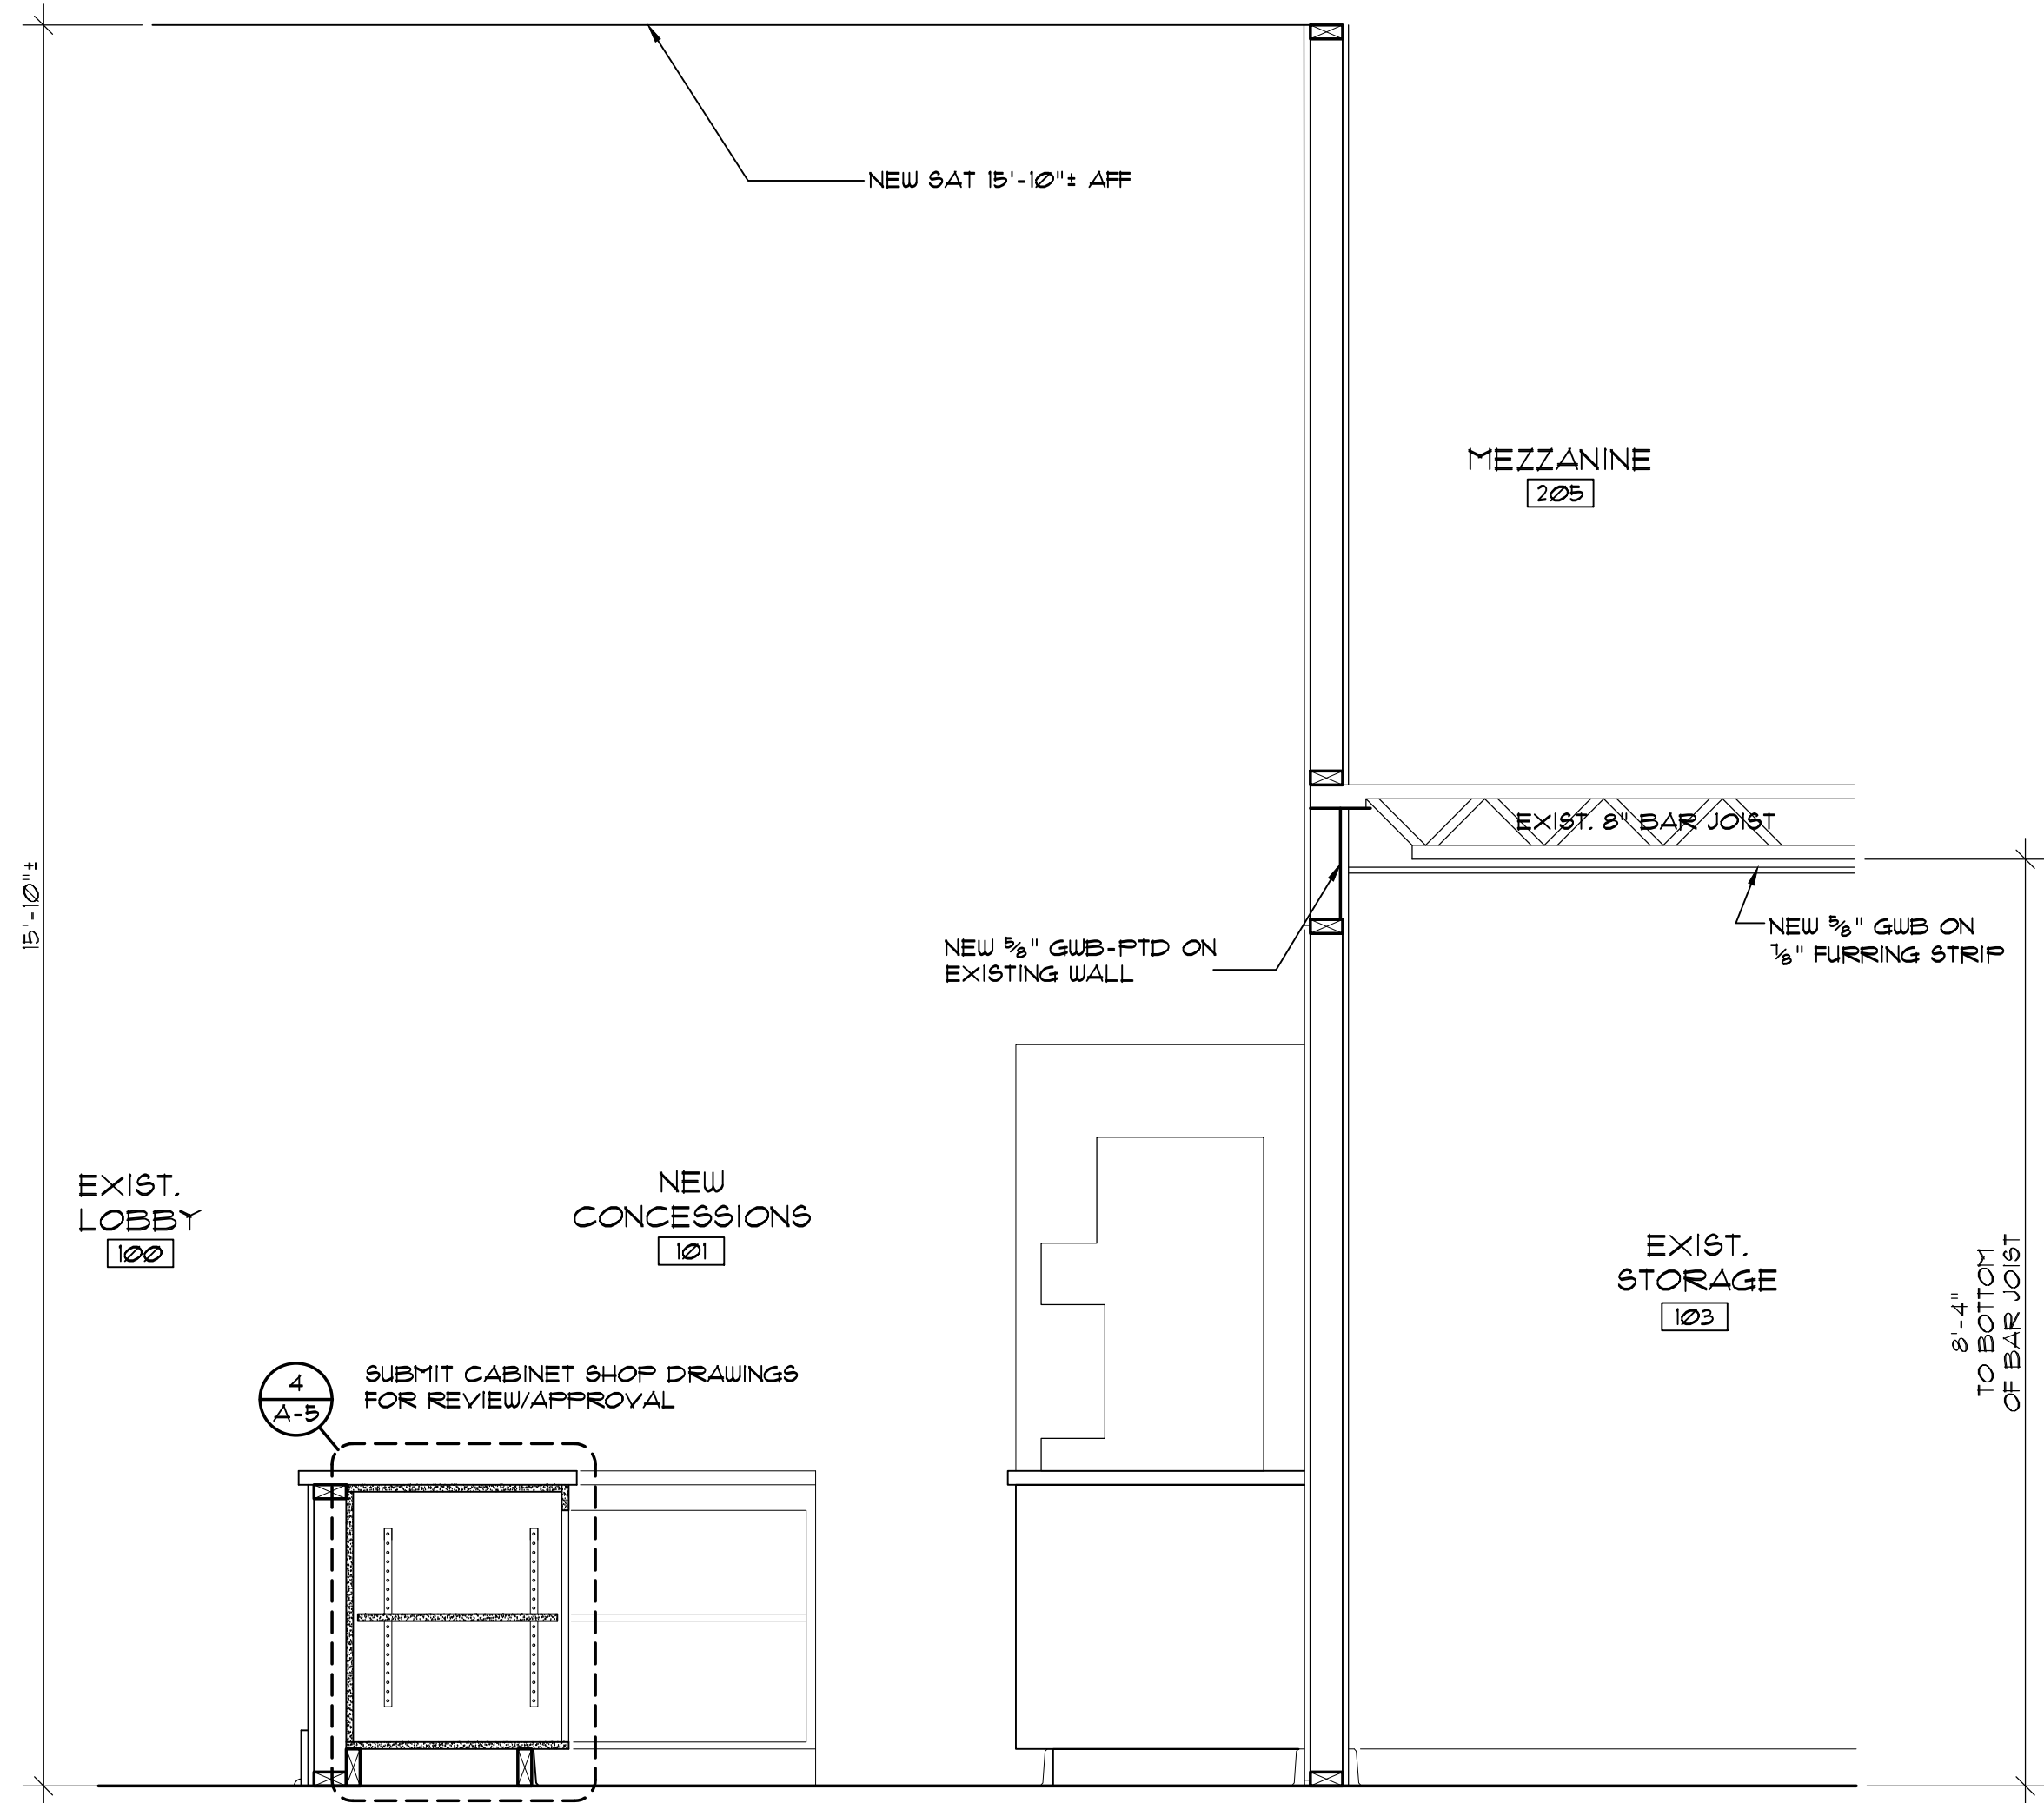 NEW SAT 15'-10"± AFF
MEZZANINE
205
EXIST. 8" BAR JOIST
15'-10"±
NEW 5/8" GWB-PTD ON
EXISTING WALL
NEW 5/8" GWB ON
7/8" FURRING STRIP
EXIST.
LOBBY
100
NEW
CONCESSIONS
101
EXIST.
STORAGE
103
8'-4"
TO BOTTOM
OF BAR JOIST
4
A-5
SUBMIT CABINET SHOP DRAWINGS
FOR REVIEW/APPROVAL